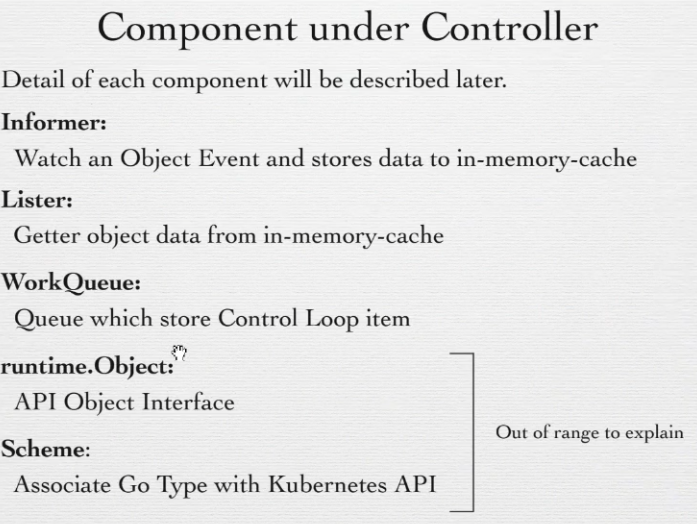 Component under Controller
Detail of each component will be described later.
Informer:
Watch an Object Event and stores data to in-memory-cache
Lister:
Getter object data from in-memory-cache
WorkQueue:
Queue which store Control Loop item
runtime.Object:
API Object Interface
Out of range to explain
Scheme:
Associate Go Type with Kubernetes API